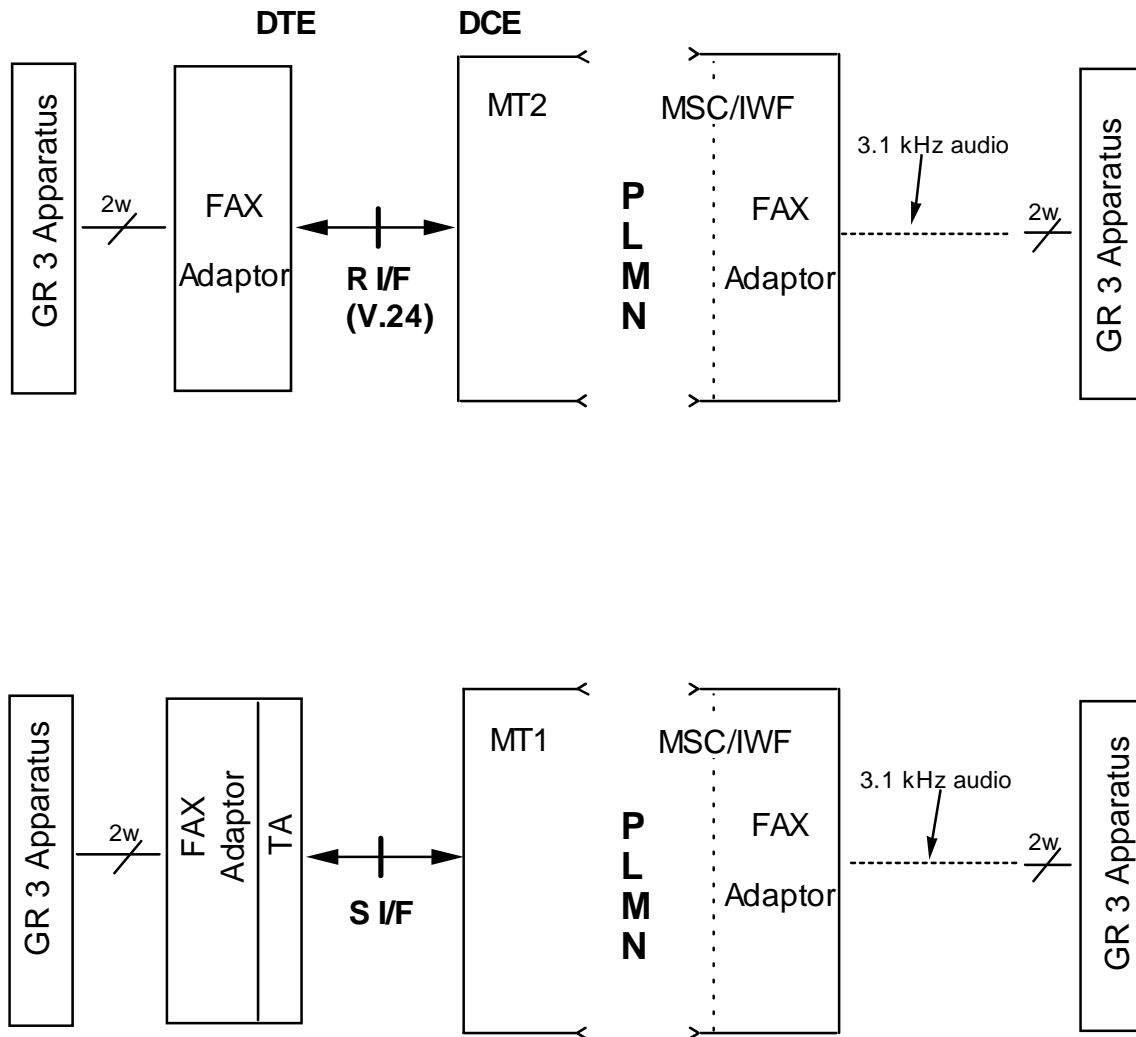 DTE
DCE
GR 3 Apparatus
2w
FAX
Adaptor
R I/F
(V.24)
MT2
P
L
M
N
MSC/IWF
FAX
Adaptor
3.1 kHz audio
2w
GR 3 Apparatus
GR 3 Apparatus
2w
FAX
Adaptor
TA
S I/F
MT1
P
L
M
N
MSC/IWF
FAX
Adaptor
3.1 kHz audio
2w
GR 3 Apparatus